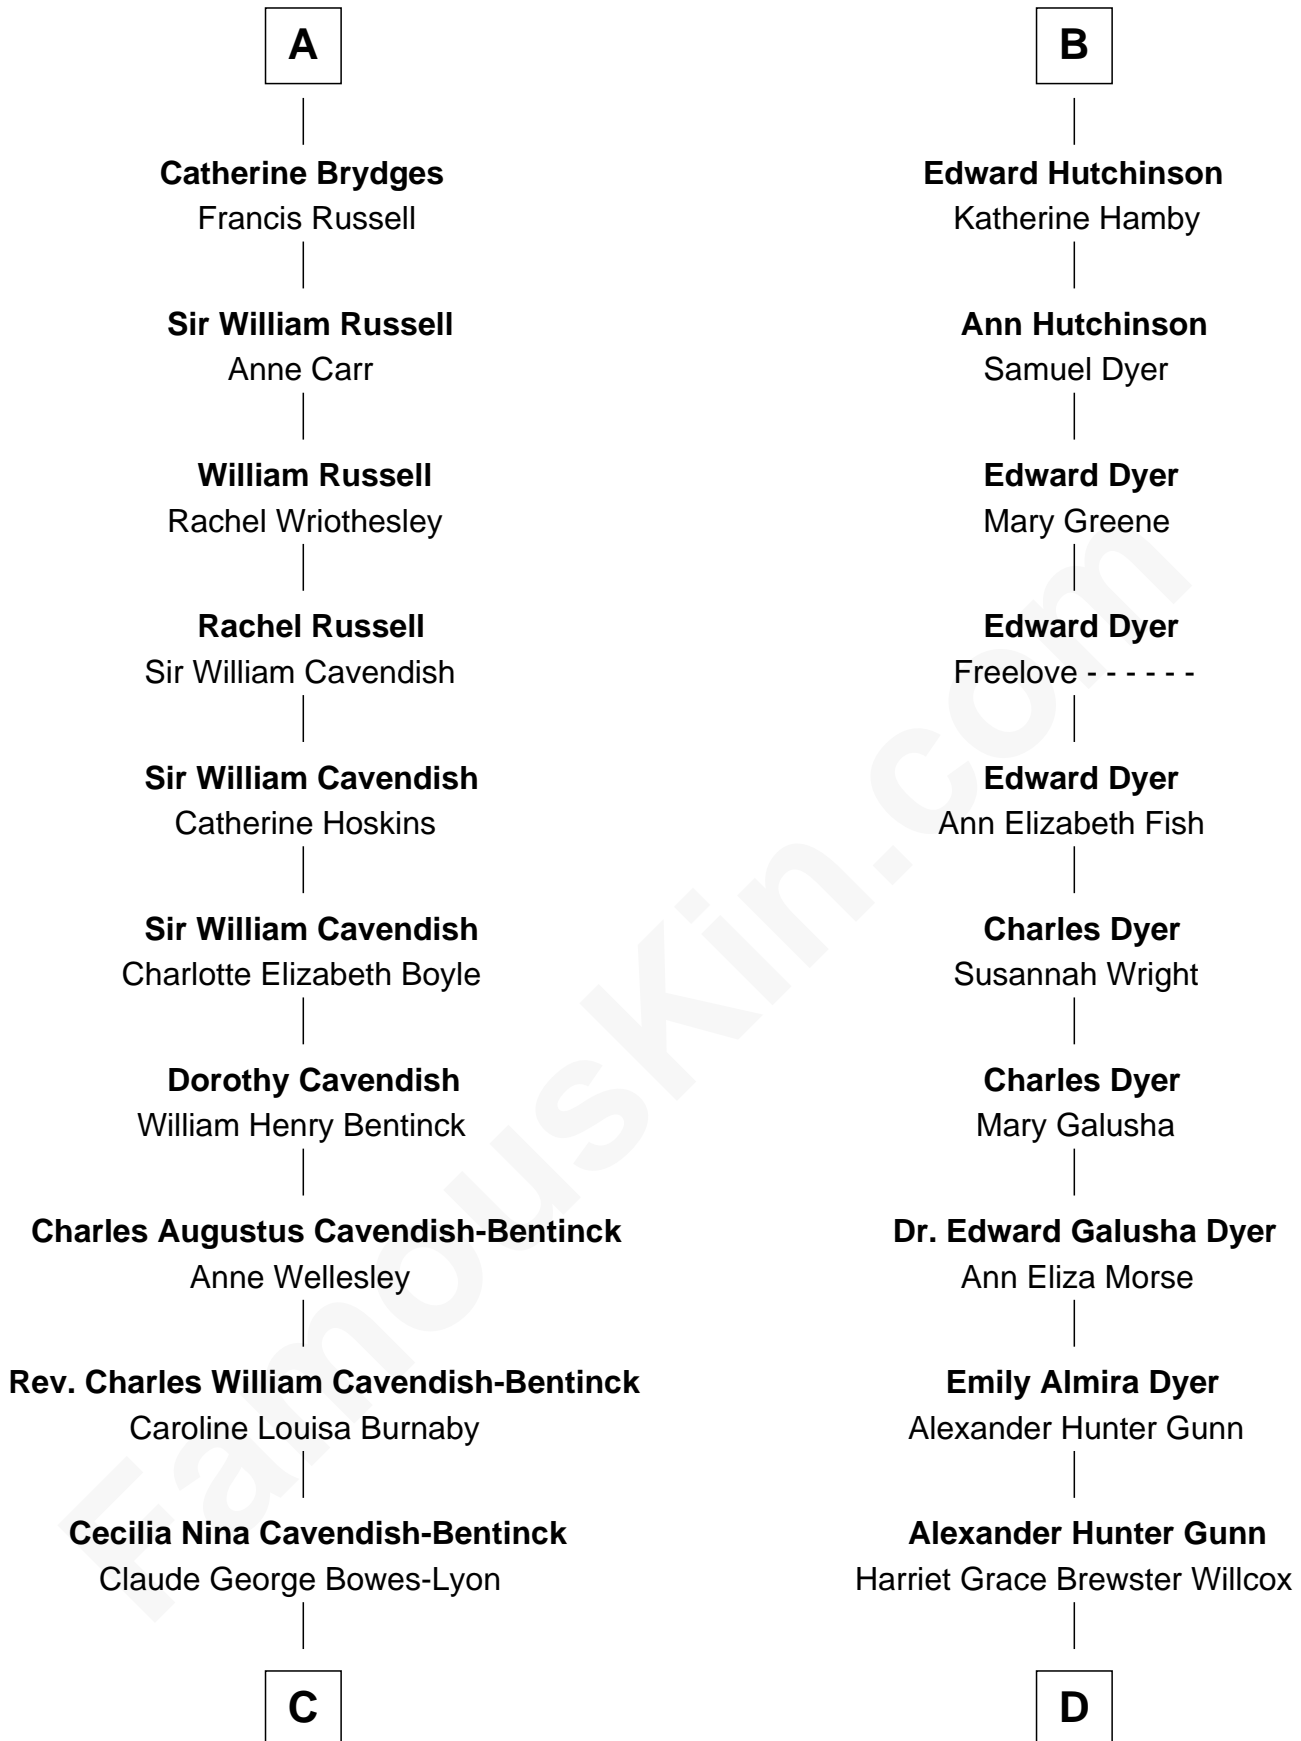 A
Catherine Brydges
Francis Russell
Sir William Russell
Anne Carr
William Russell
Rachel Wriothesley
Rachel Russell
Sir William Cavendish
Sir William Cavendish
Catherine Hoskins
Sir William Cavendish
Charlotte Elizabeth Boyle
Dorothy Cavendish
William Henry Bentinck
Charles Augustus Cavendish-Bentinck
Anne Wellesley
Rev. Charles William Cavendish-Bentinck
Caroline Louisa Burnaby
Cecilia Nina Cavendish-Bentinck
Claude George Bowes-Lyon
C
B
Edward Hutchinson
Katherine Hamby
Ann Hutchinson
Samuel Dyer
Edward Dyer
Mary Greene
Edward Dyer
Freelove - - - - - -
Edward Dyer
Ann Elizabeth Fish
Charles Dyer
Susannah Wright
Charles Dyer
Mary Galusha
Dr. Edward Galusha Dyer
Ann Eliza Morse
Emily Almira Dyer
Alexander Hunter Gunn
Alexander Hunter Gunn
Harriet Grace Brewster Willcox
D
FamousKin.com